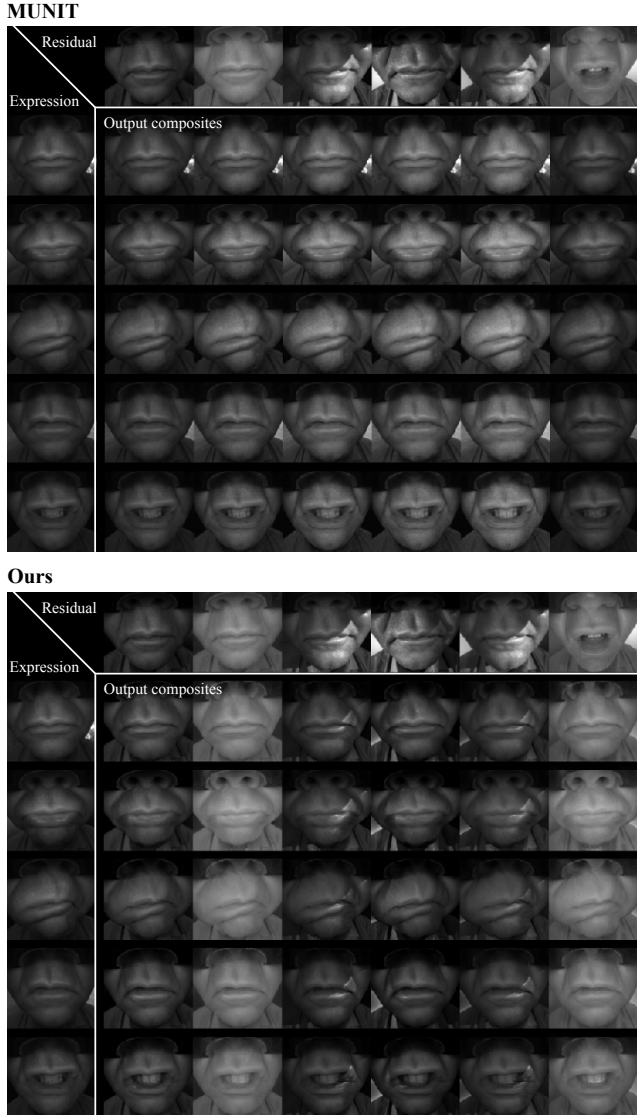 MUNIT
Residual
Expression
Output composites
Ours
Residual
Expression
Output composites